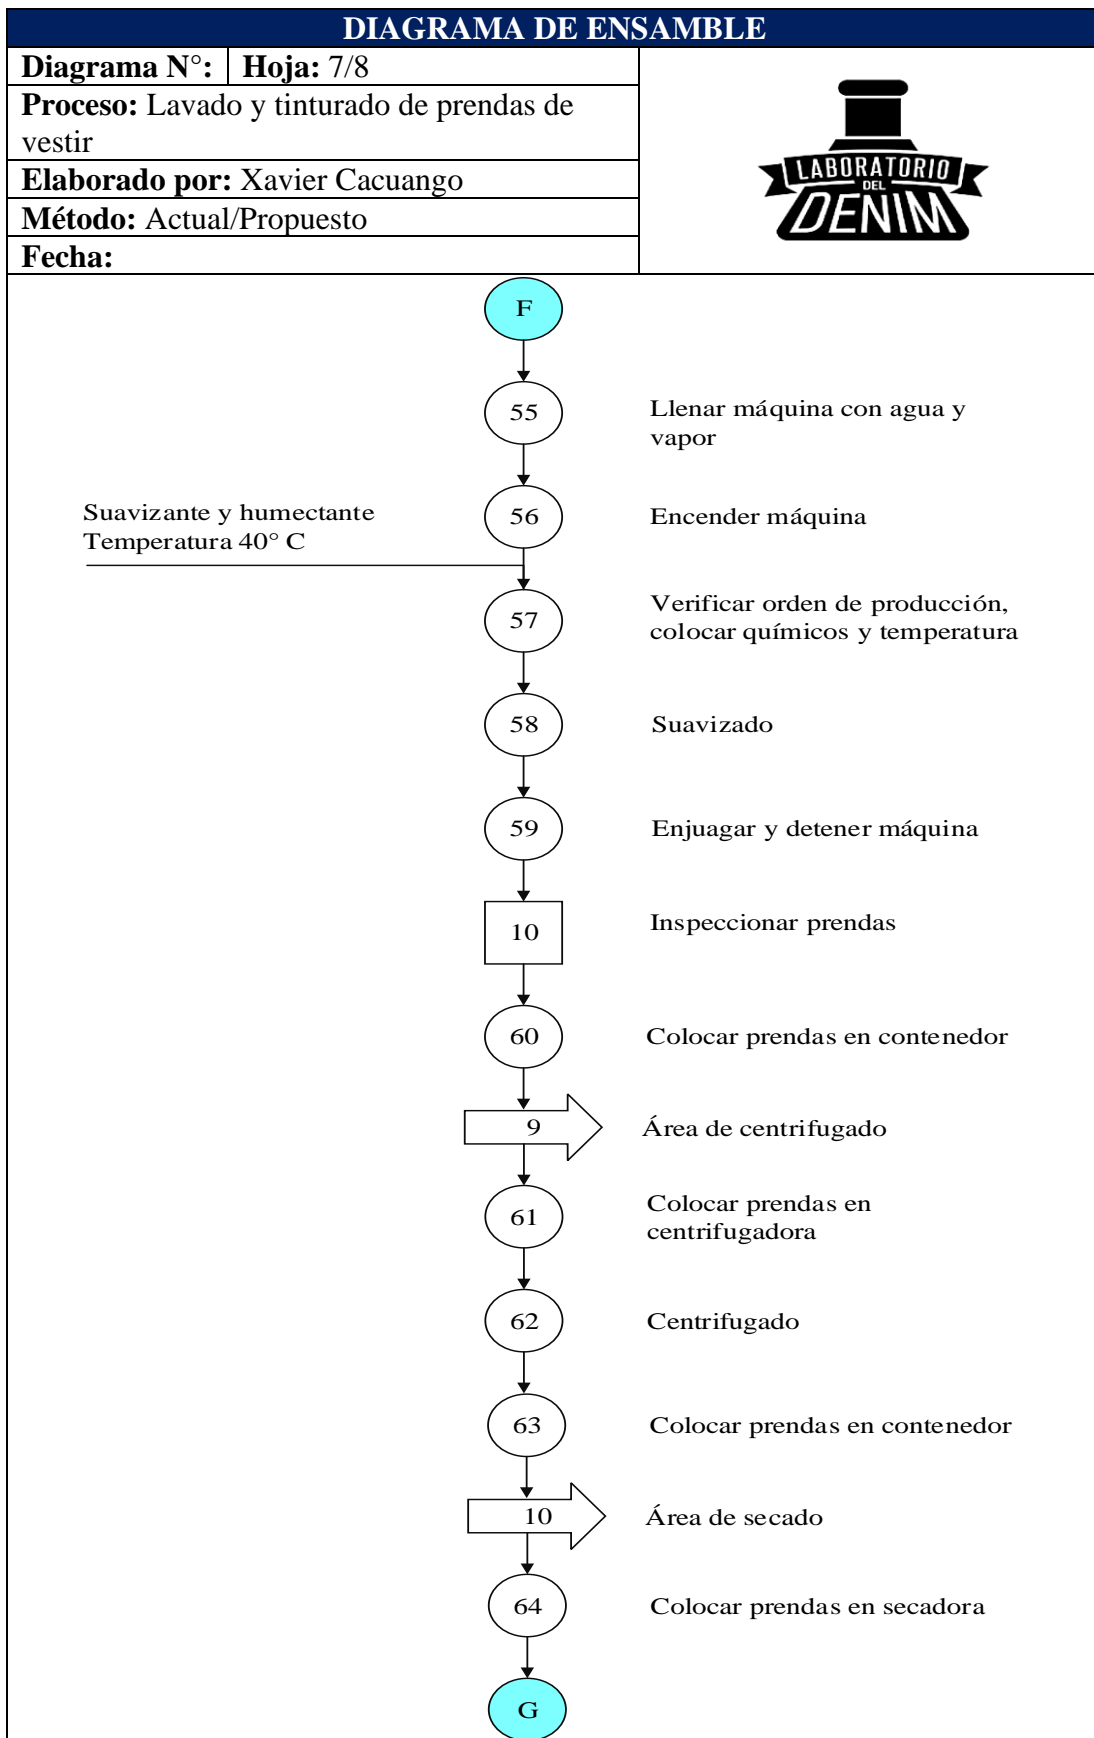 DIAGRAMA DE ENSAMBLE
Diagrama N°: Hoja: 7/8
Proceso: Lavado y tinturado de prendas de
vestir
Elaborado por: Xavier Cacuango
Método: Actual/Propuesto
Fecha:
LABORATORIO
DEL
DENIM
F
55 Llenar máquina con agua y
vapor
Suavizante y humectante
Temperatura 40° C
56 Encender máquina
57 Verificar orden de producción,
colocar químicos y temperatura
58 Suavizado
59 Enjuagar y detener máquina
10 Inspeccionar prendas
60 Colocar prendas en contenedor
9 Área de centrifugado
61 Colocar prendas en
centrifugadora
62 Centrifugado
63 Colocar prendas en contenedor
10 Área de secado
64 Colocar prendas en secadora
G